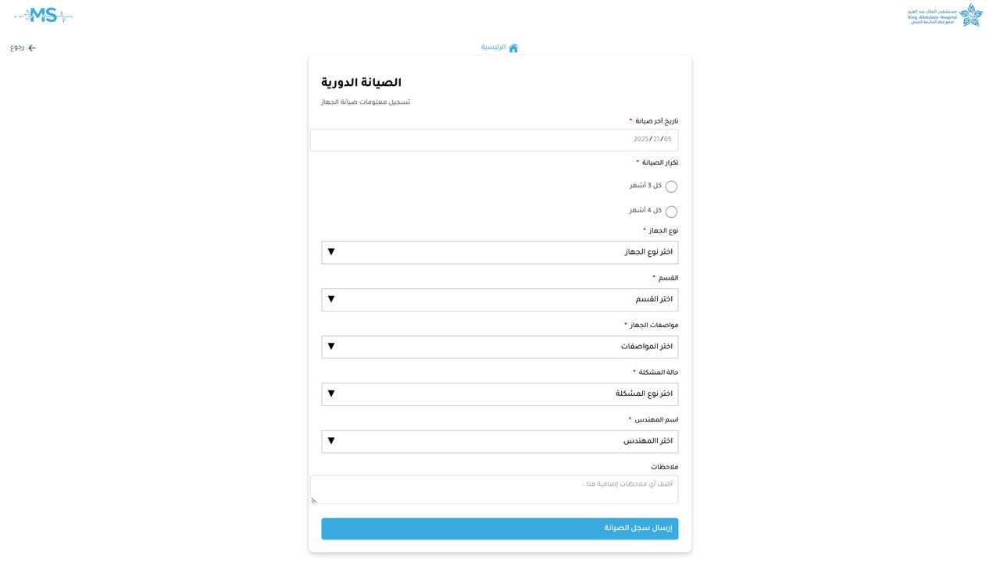 MS
مستشفى الملك عبد العزيز
King Abdulaziz Hospital
تجمع مكة المكرمة الصحي
رجوع
الرئيسية
الصيانة الدورية
تسجيل معلومات صيانة الجهاز
تاريخ آخر صيانة *
2025/21/05
تكرار الصيانة *
كل 3 أشهر
كل 4 أشهر
نوع الجهاز *
اختر نوع الجهاز
القسم *
اختر القسم
مواصفات الجهاز *
اختر المواصفات
حالة المشكلة *
اختر نوع المشكلة
اسم المهندس *
اختر االمهندس
ملاحظات
أضف أي ملاحظات إضافية هنا...
إرسال سجل الصيانة